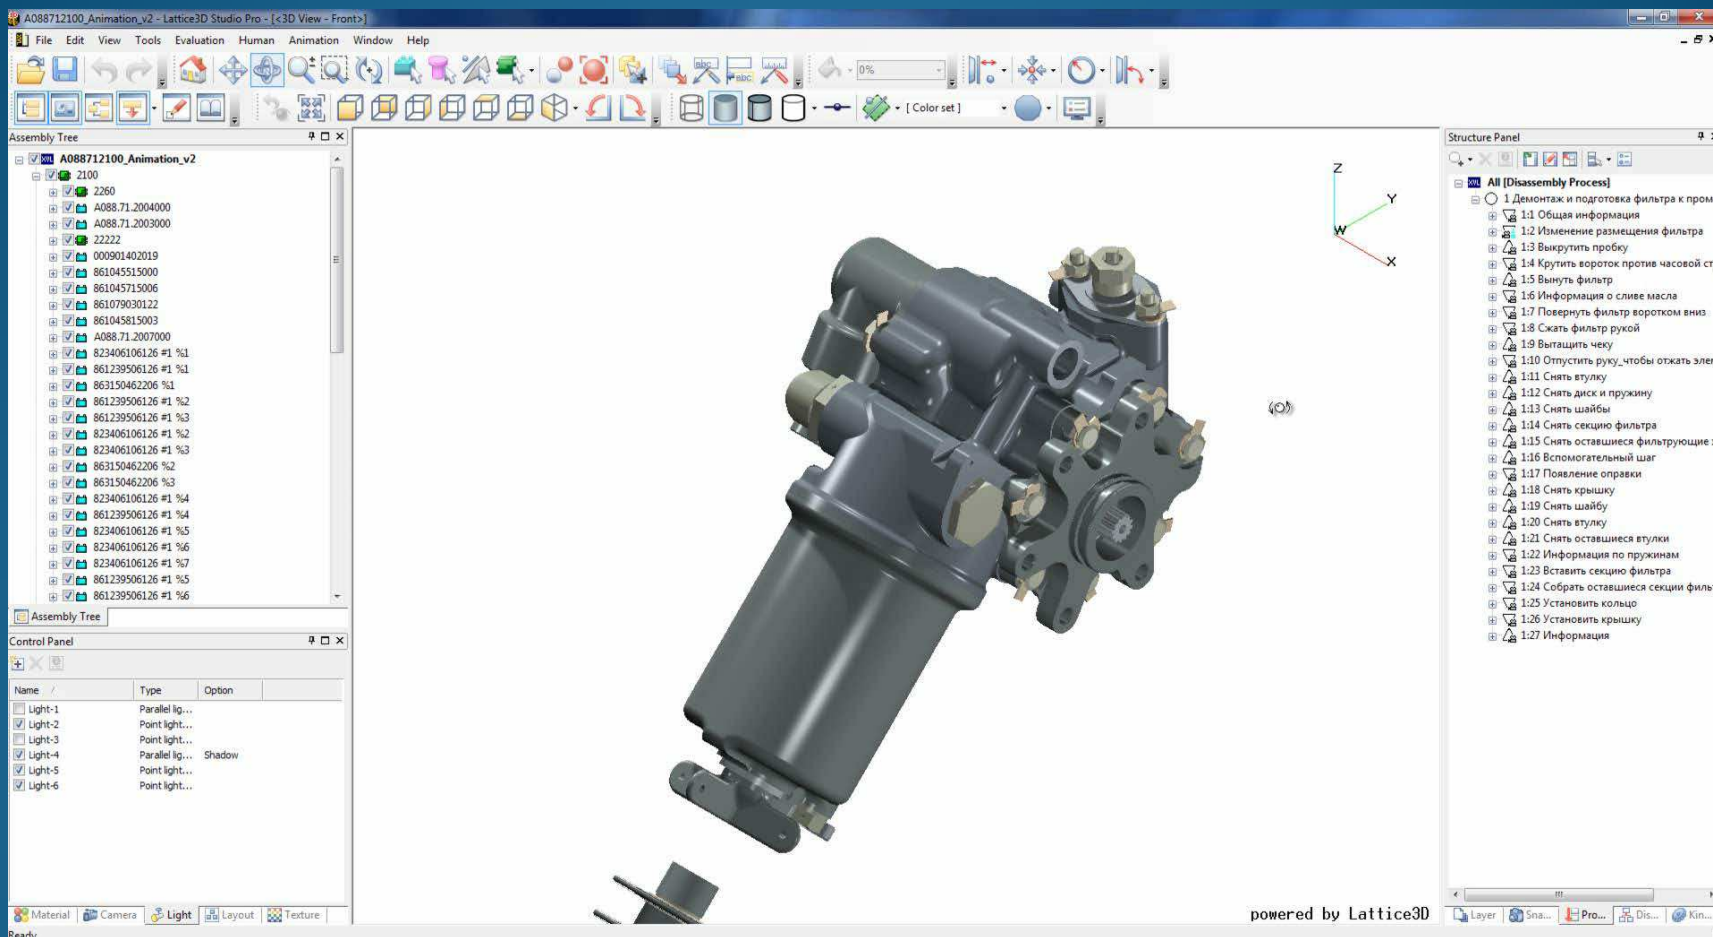 A088712100_Animation_v2 - Lattice3D Studio Pro - [<3D View - Front>]
File Edit View Tools Evaluation Human Animation Window Help
0%
[ Color set ]
Assembly Tree
A088712100_Animation_v2
2100
2260
A088.71.2004000
A088.71.2003000
22222
000901402019
861045515000
861045715006
861079030122
861045815003
A088.71.2007000
823406106126 #1 %1
861239506126 #1 %1
863150462206 %1
861239506126 #1 %2
861239506126 #1 %3
823406106126 #1 %2
823406106126 #1 %3
863150462206 %2
863150462206 %3
823406106126 #1 %4
861239506126 #1 %4
823406106126 #1 %5
823406106126 #1 %6
823406106126 #1 %7
861239506126 #1 %5
861239506126 #1 %6
Assembly Tree
Control Panel
Name Type Option
Light-1 Parallel lig...
Light-2 Point light...
Light-3 Point light...
Light-4 Parallel lig... Shadow
Light-5 Point light...
Light-6 Point light...
Material Camera Light Layout Texture
Ready
Z
Y
W
X
powered by Lattice3D
Structure Panel
All [Disassembly Process]
1 Демонтаж и подготовка фильтра к пром
1:1 Общая информация
1:2 Изменение размещения фильтра
1:3 Выкрутить пробку
1:4 Крутить вороток против часовой ст
1:5 Вынуть фильтр
1:6 Информация о сливе масла
1:7 Повернуть фильтр воротком вниз
1:8 Сжать фильтр рукой
1:9 Вытащить чеку
1:10 Отпустить руку_чтобы отжать элем
1:11 Снять втулку
1:12 Снять диск и пружину
1:13 Снять шайбы
1:14 Снять секцию фильтра
1:15 Снять оставшиеся фильтрующие
1:16 Вспомогательный шаг
1:17 Появление оправки
1:18 Снять крышку
1:19 Снять шайбу
1:20 Снять втулку
1:21 Снять оставшиеся втулки
1:22 Информация по пружинам
1:23 Вставить секцию фильтра
1:24 Собрать оставшиеся секции филь
1:25 Установить кольцо
1:26 Установить крышку
1:27 Информация
Layer Sna... Pro... Dis... Kin...